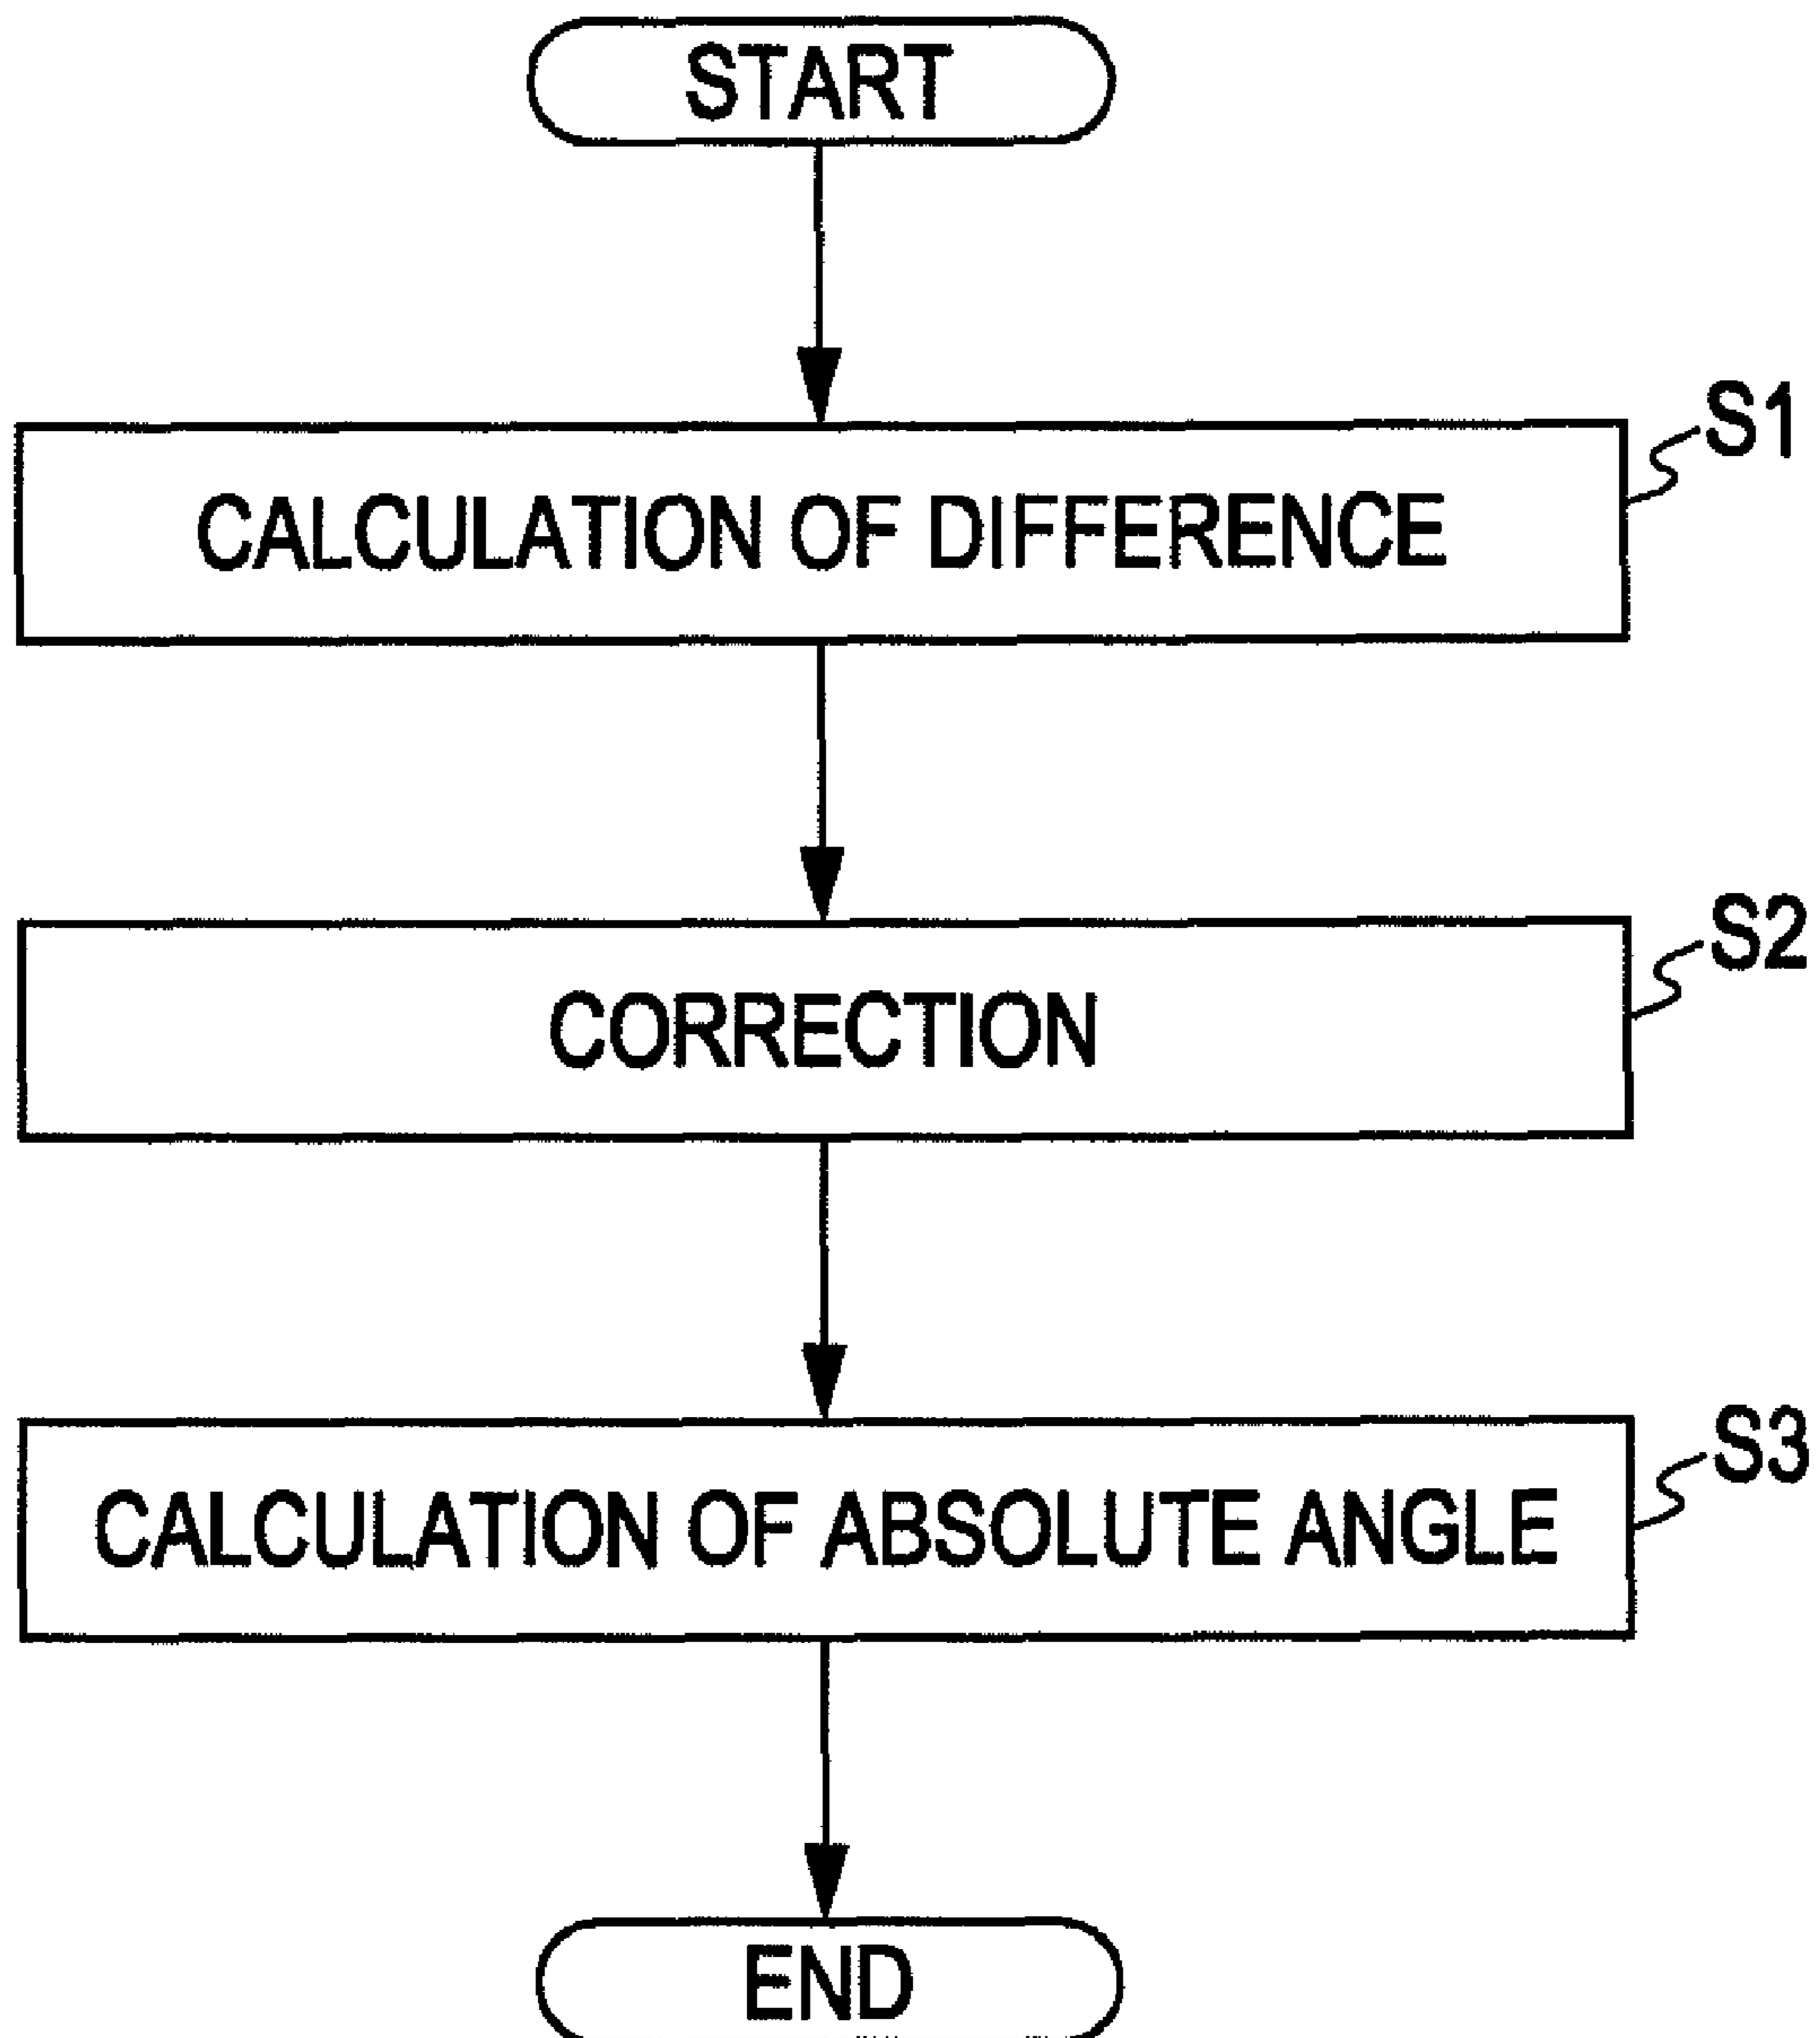 START
S1
CALCULATION OF DIFFERENCE
S2
CORRECTION
S3
CALCULATION OF ABSOLUTE ANGLE
END